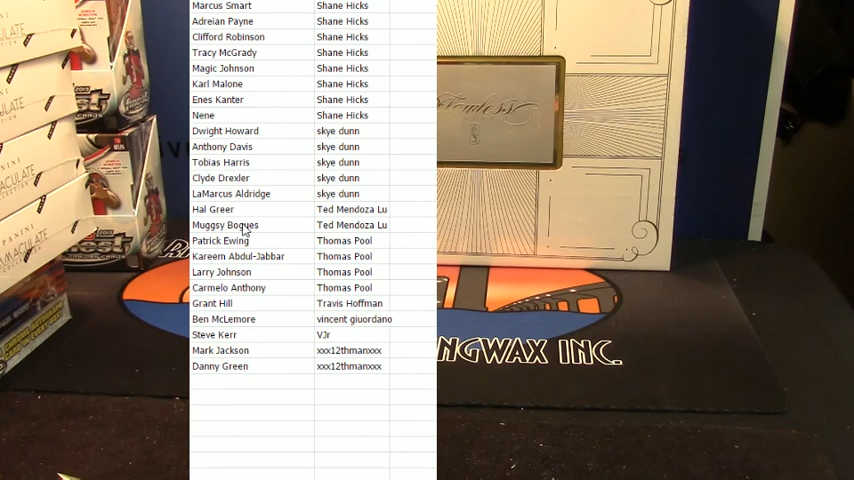 Marcus Smart Shane Hicks
Adreian Payne Shane Hicks
Clifford Robinson Shane Hicks
Tracy McGrady Shane Hicks
Magic Johnson Shane Hicks
Karl Malone Shane Hicks
Enes Kanter Shane Hicks
Nene Shane Hicks
Dwight Howard skye dunn
Anthony Davis skye dunn
Tobias Harris skye dunn
Clyde Drexler skye dunn
LaMarcus Aldridge skye dunn
Hal Greer Ted Mendoza Lu
Muggsy Bogues Ted Mendoza Lu
Patrick Ewing Thomas Pool
Kareem Abdul-Jabbar Thomas Pool
Larry Johnson Thomas Pool
Carmelo Anthony Thomas Pool
Grant Hill Travis Hoffman
Ben McLemore vincent giuordano
Steve Kerr VJr
Mark Jackson xxx12thmanxxx
Danny Green xxx12thmanxxx
NGWAX INC.
PANINI
IMMACULATE